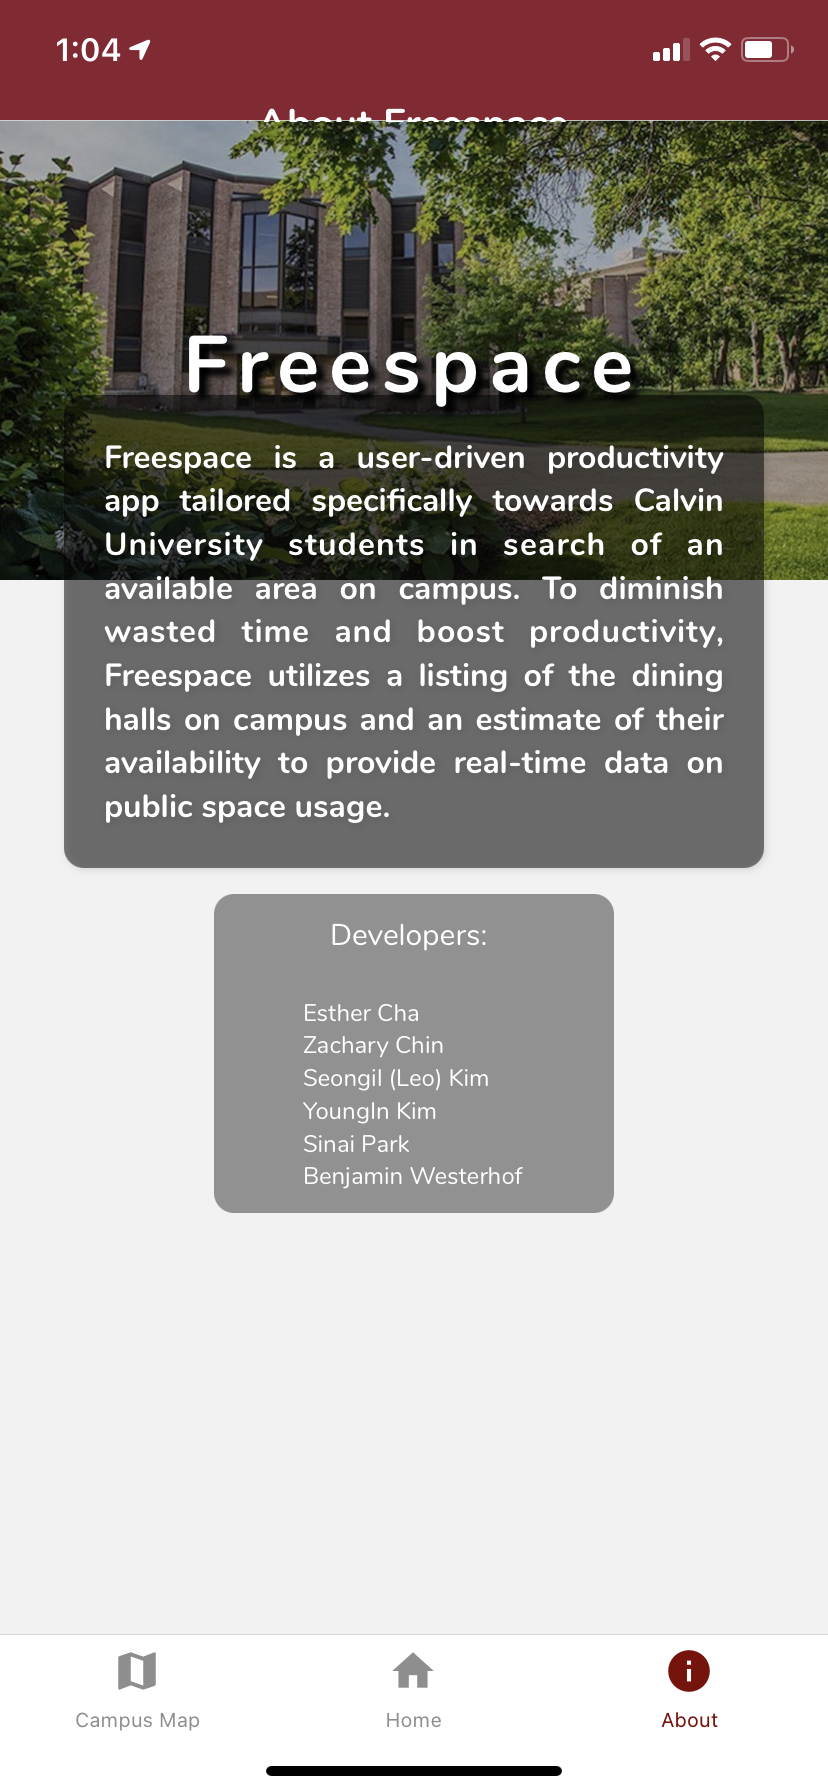 1:04
About Freespace
Freespace
Freespace is a user-driven productivity
app tailored specifically towards Calvin
University students in search of an
available area on campus. To diminish
wasted time and boost productivity,
Freespace utilizes a listing of the dining
halls on campus and an estimate of their
availability to provide real-time data on
public space usage.
Developers:
Esther Cha
Zachary Chin
Seongil (Leo) Kim
YoungIn Kim
Sinai Park
Benjamin Westerhof
Campus Map
Home
About